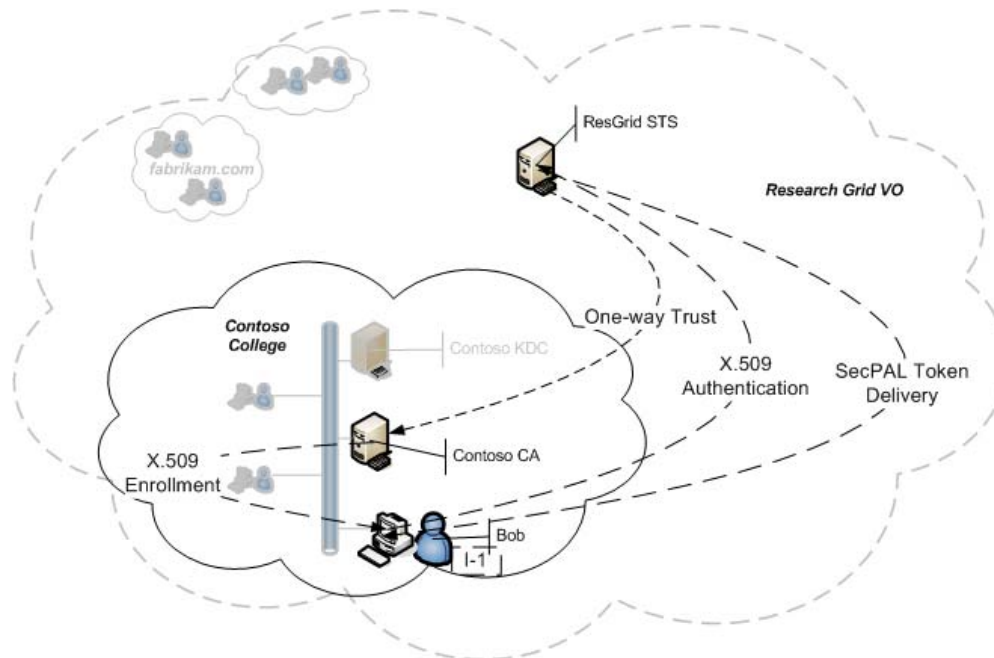 ResGrid STS
fabrikam.com
Research Grid VO
One-way Trust
Contoso
College
Contoso KDC
X.509
Authentication
SecPAL Token
Delivery
X.509
Enrollment
Contoso CA
Bob
I-1